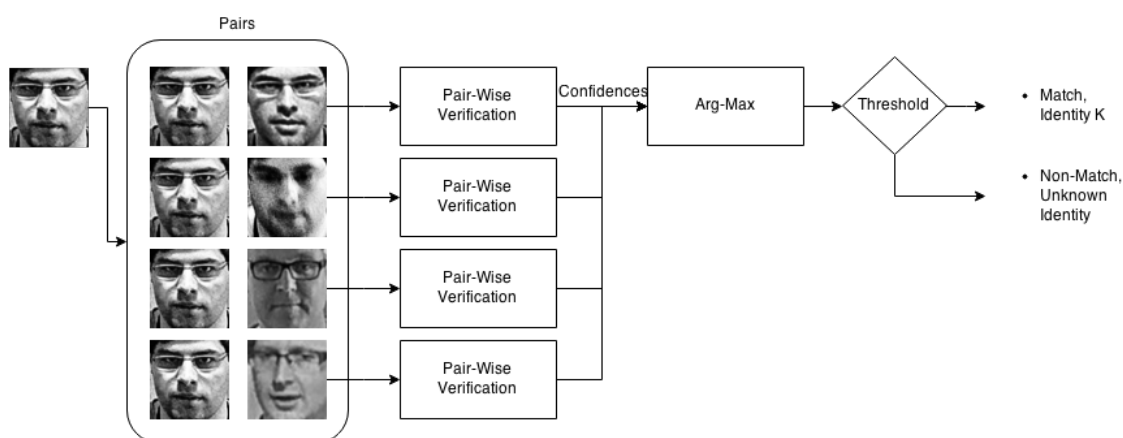 Pairs
Pair-Wise
Verification
Confidences
Arg-Max
Threshold
• Match,
Identity K
Pair-Wise
Verification
• Non-Match,
Unknown
Identity
Pair-Wise
Verification
Pair-Wise
Verification